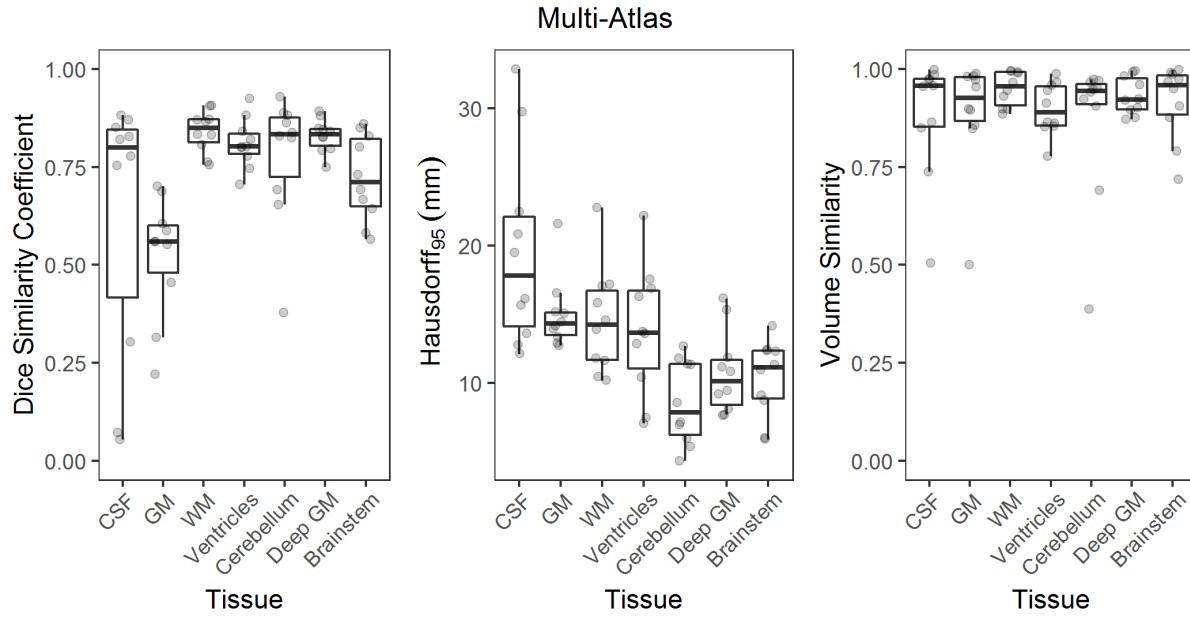 Multi-Atlas
Dice Similarity Coefficient
1.00
0.75
0.50
0.25
0.00
CSF
GM
WM
Ventricles
Cerebellum
Deep GM
Brainstem
Tissue
Hausdorff95 (mm)
30
20
10
CSF
GM
WM
Ventricles
Cerebellum
Deep GM
Brainstem
Tissue
Volume Similarity
1.00
0.75
0.50
0.25
0.00
CSF
GM
WM
Ventricles
Cerebellum
Deep GM
Brainstem
Tissue